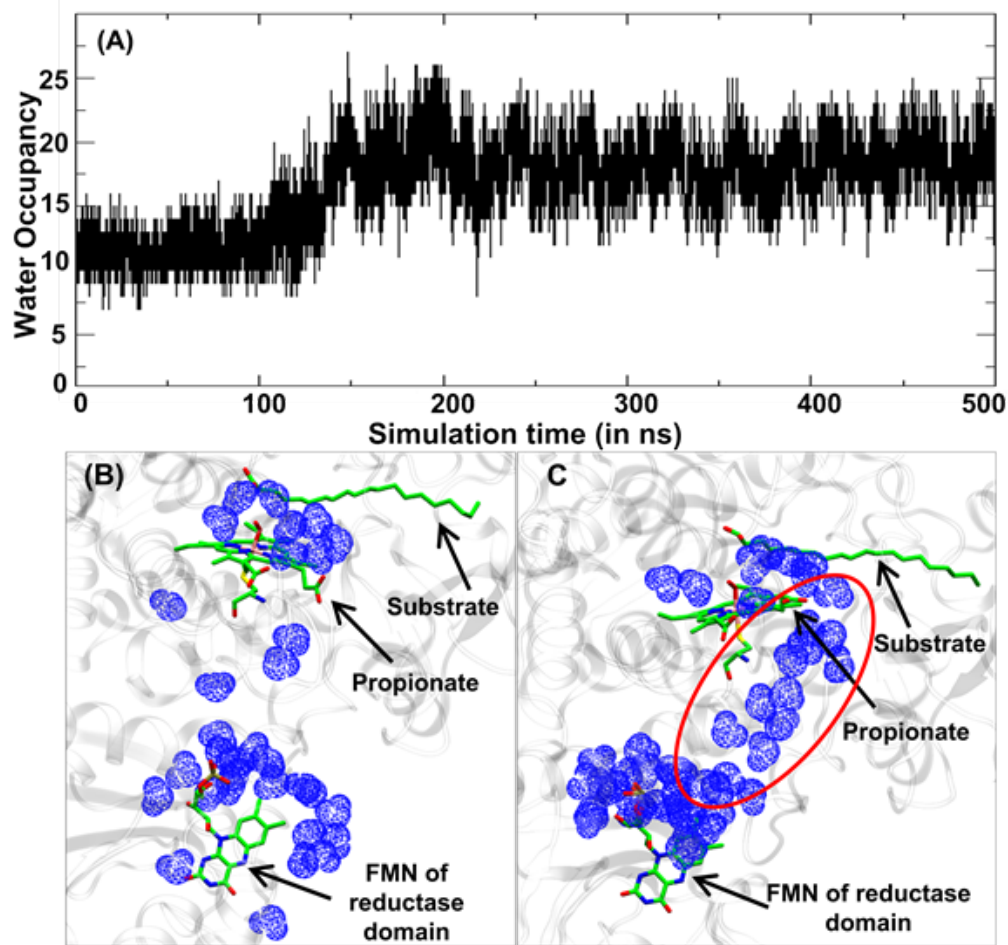 (A)
Water Occupancy
25
20
15
10
5
0
0 100 200 300 400 500
Simulation time (in ns)
(B)
Substrate
Propionate
FMN of
reductase
domain
C
Substrate
Propionate
FMN of reductase
domain